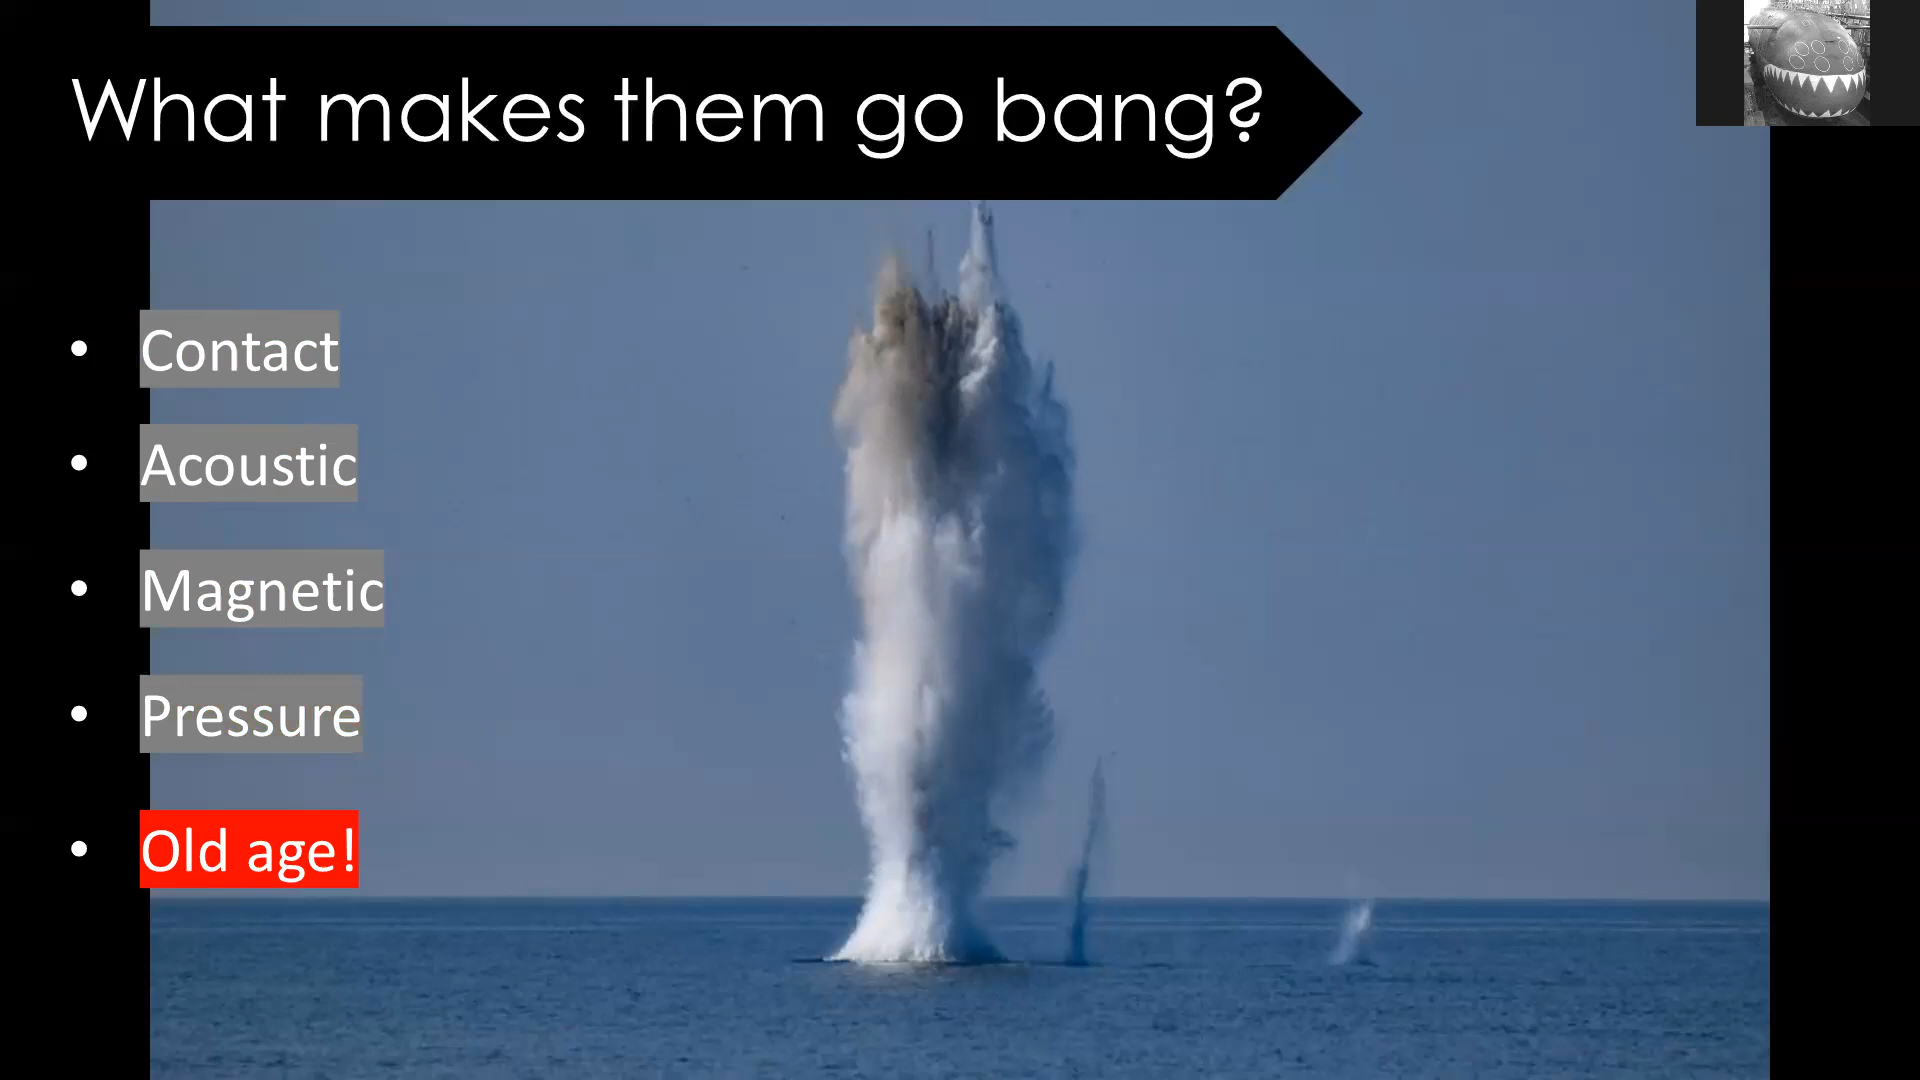 What makes them go bang?
• Contact
• Acoustic
• Magnetic
• Pressure
• Old age!